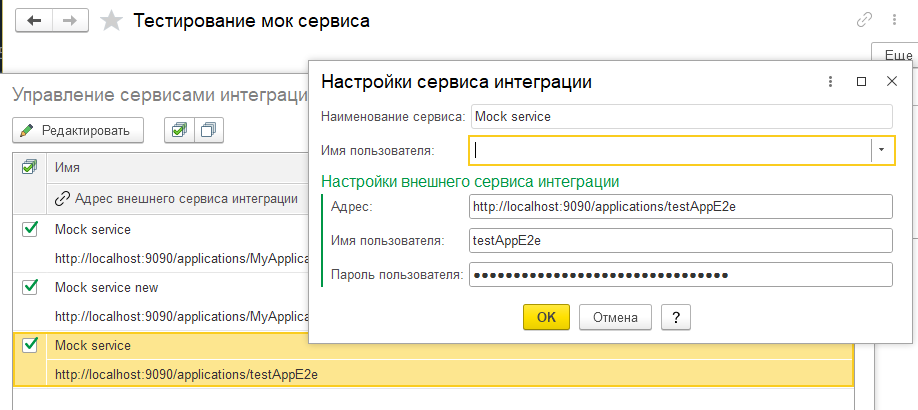 Тестирование мок сервиса
Еще
Управление сервисами интеграци
Редактировать
Имя
Адрес внешнего сервиса интеграции
Mock service
http://localhost:9090/applications/MyApplica
Mock service new
http://localhost:9090/applications/MyApplica
Mock service
http://localhost:9090/applications/testAppE2e
Настройки сервиса интеграции
Наименование сервиса: Mock service
Имя пользователя:
Настройки внешнего сервиса интеграции
Адрес: http://localhost:9090/applications/testAppE2e
Имя пользователя: testAppE2e
Пароль пользователя: ●●●●●●●●●●●●●●●●●●●●●●●●●●●●●●●●
OK Отмена ?